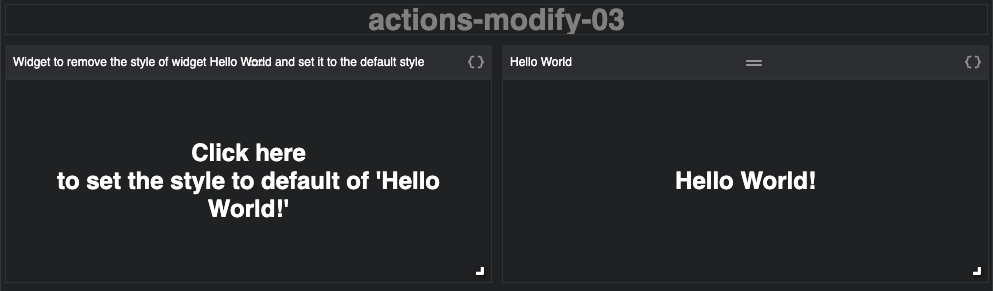 actions-modify-03
Widget to remove the style of widget Hello World and set it to the default style
Hello World
Click here
to set the style to default of 'Hello
World!'
Hello World!